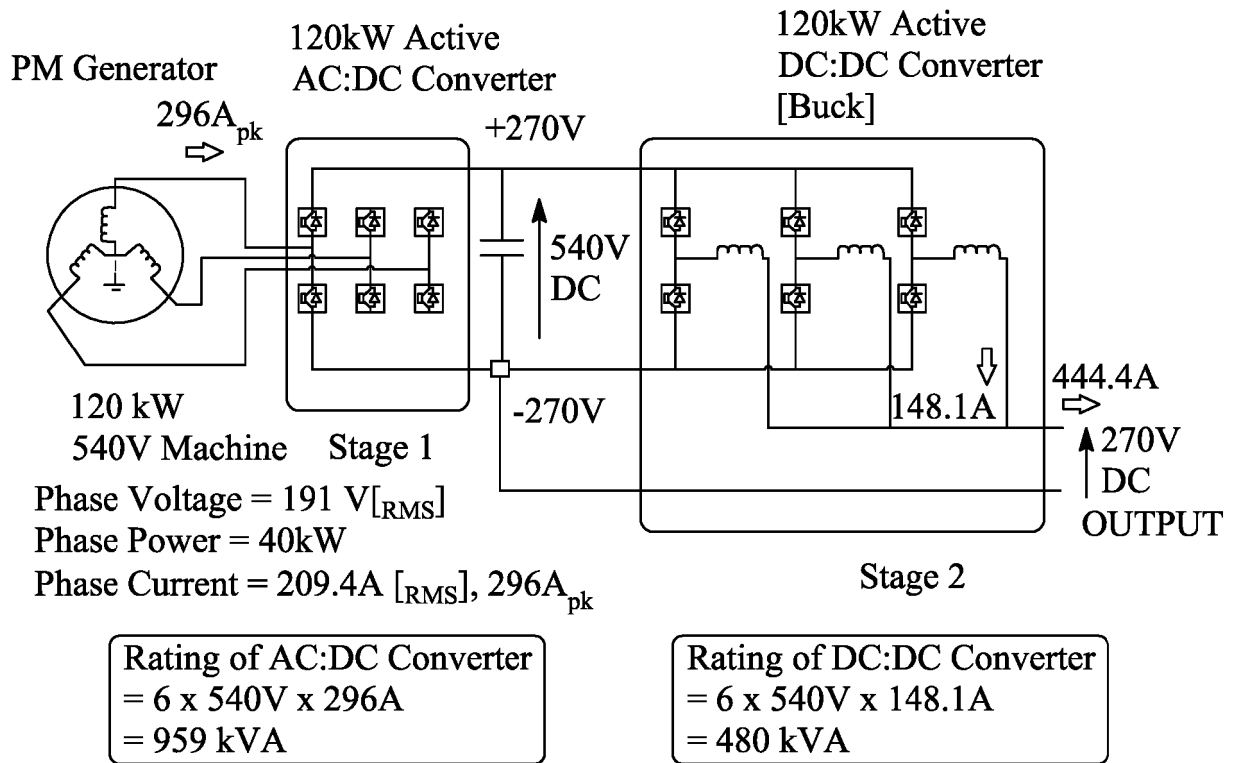 PM Generator
296A_pk
120kW Active
AC:DC Converter
120kW Active
DC:DC Converter
[Buck]
+270V
540V
DC
-270V
148.1A
444.4A
270V
DC
OUTPUT
120 kW
540V Machine
Stage 1
Stage 2
Phase Voltage = 191 V[RMS]
Phase Power = 40kW
Phase Current = 209.4A [RMS], 296A_pk
Rating of AC:DC Converter
= 6 x 540V x 296A
= 959 kVA
Rating of DC:DC Converter
= 6 x 540V x 148.1A
= 480 kVA